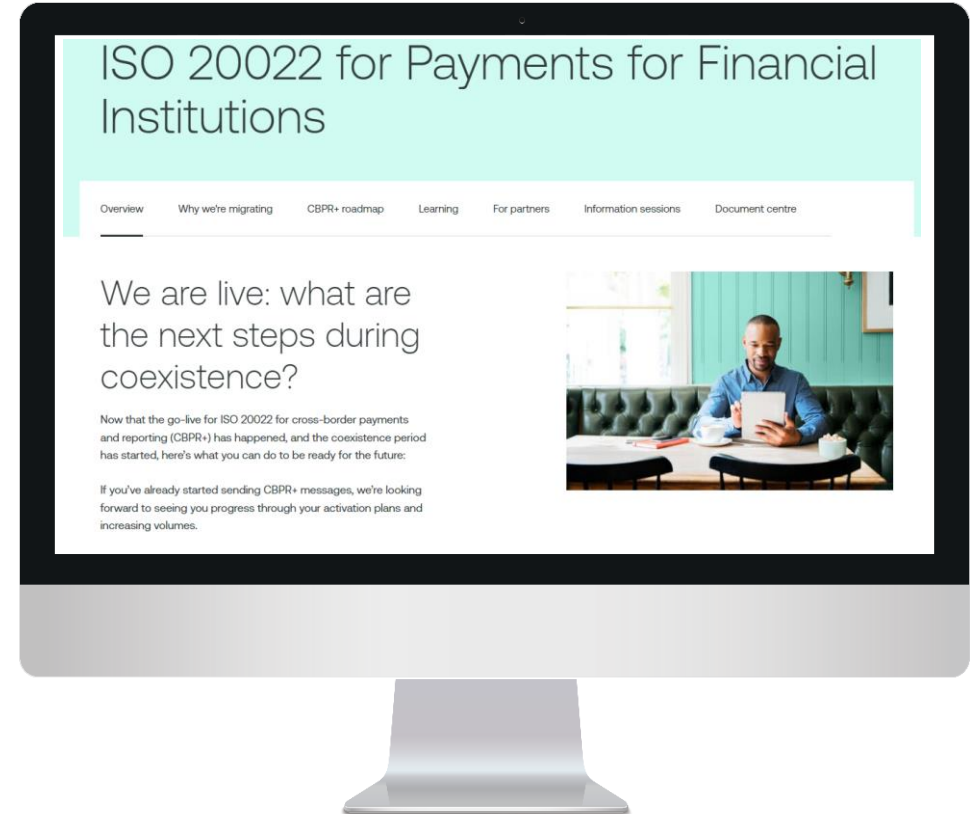 ISO 20022 for Payments for Financial
Institutions
Overview Why we're migrating CBPR+ roadmap Learning For partners Information sessions Document centre
We are live: what are
the next steps during
coexistence?
Now that the go-live for ISO 20022 for cross-border payments
and reporting (CBPR+) has happened, and the coexistence period
has started, here's what you can do to be ready for the future:
If you've already started sending CBPR+ messages, we're looking
forward to seeing you progress through your activation plans and
increasing volumes.